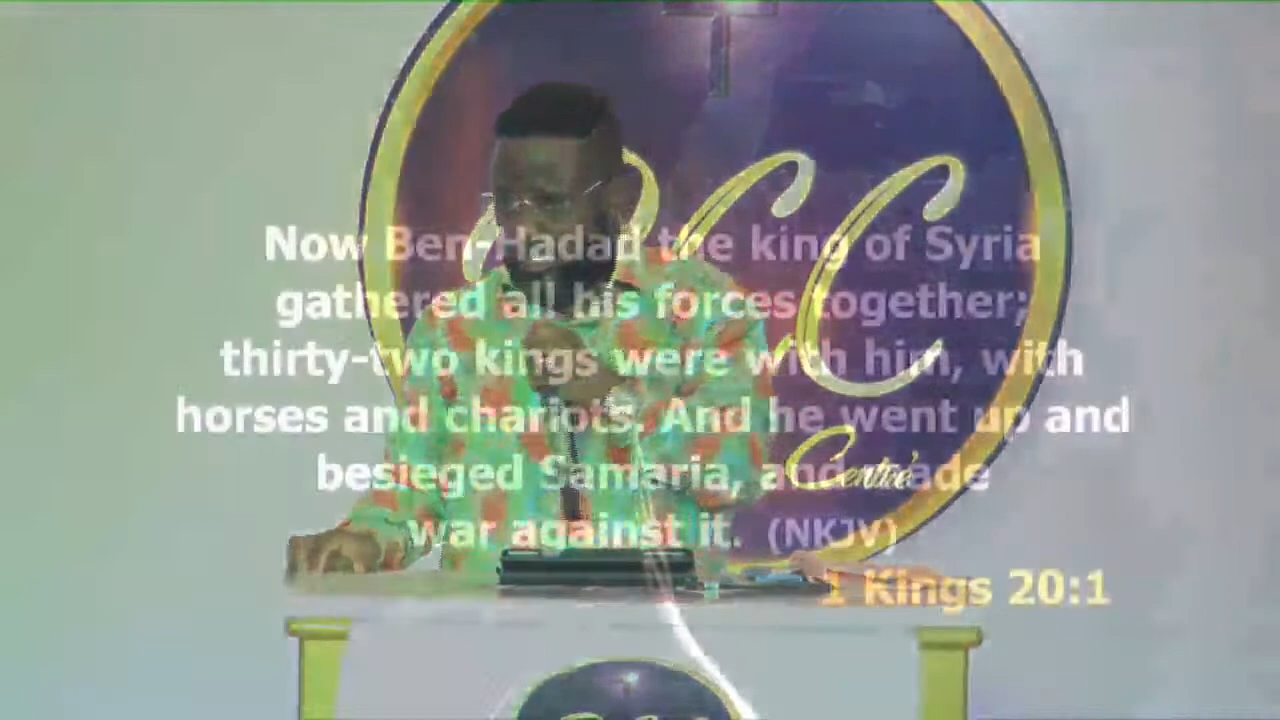 Now Ben-Hadad the king of Syria
gathered all his forces together;
thirty-two kings were with him, with
horses and chariots. And he went up and
besieged Samaria, and made
war against it. (NKJV)
1 Kings 20:1
CC
Centre